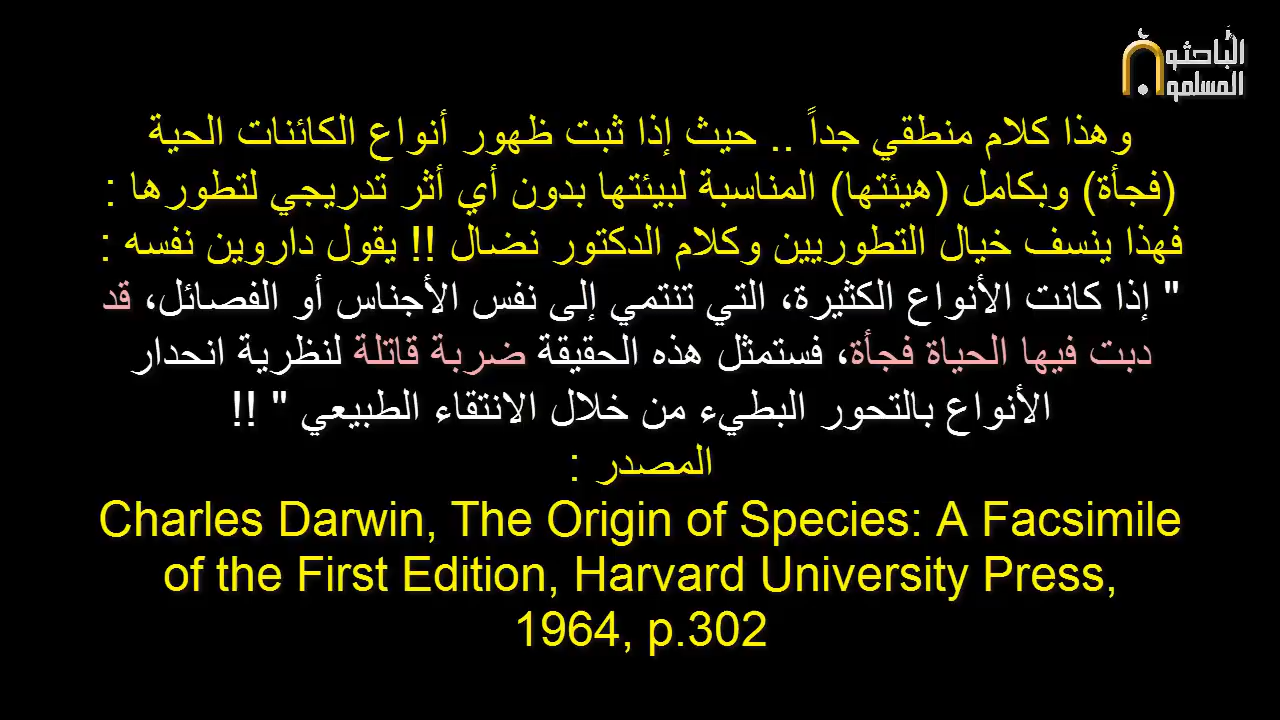 الباحثون
المسلمون
وهذا كلام منطقي جداً .. حيث إذا ثبت ظهور أنواع الكائنات الحية
(فجأة) وبكامل (هيئتها) المناسبة لبيئتها بدون أي أثر تدريجي لتطورها :
فهذا ينسف خيال التطوريين وكلام الدكتور نضال !! يقول داروين نفسه :
" إذا كانت الأنواع الكثيرة، التي تنتمي إلى نفس الأجناس أو الفصائل، قد
دبت فيها الحياة فجأة، فستمثل هذه الحقيقة ضربة قاتلة لنظرية انحدار
الأنواع بالتحور البطيء من خلال الانتقاء الطبيعي " !!
المصدر :
Charles Darwin, The Origin of Species: A Facsimile
of the First Edition, Harvard University Press,
1964, p.302